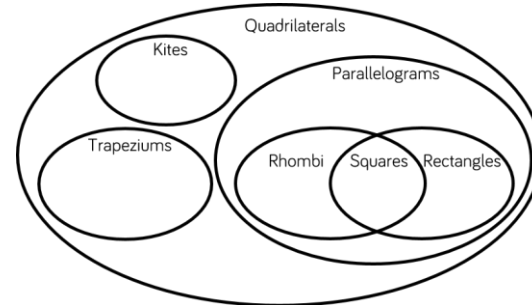 Quadrilaterals
Kites
Parallelograms
Trapeziums
Rhombi
Squares
Rectangles